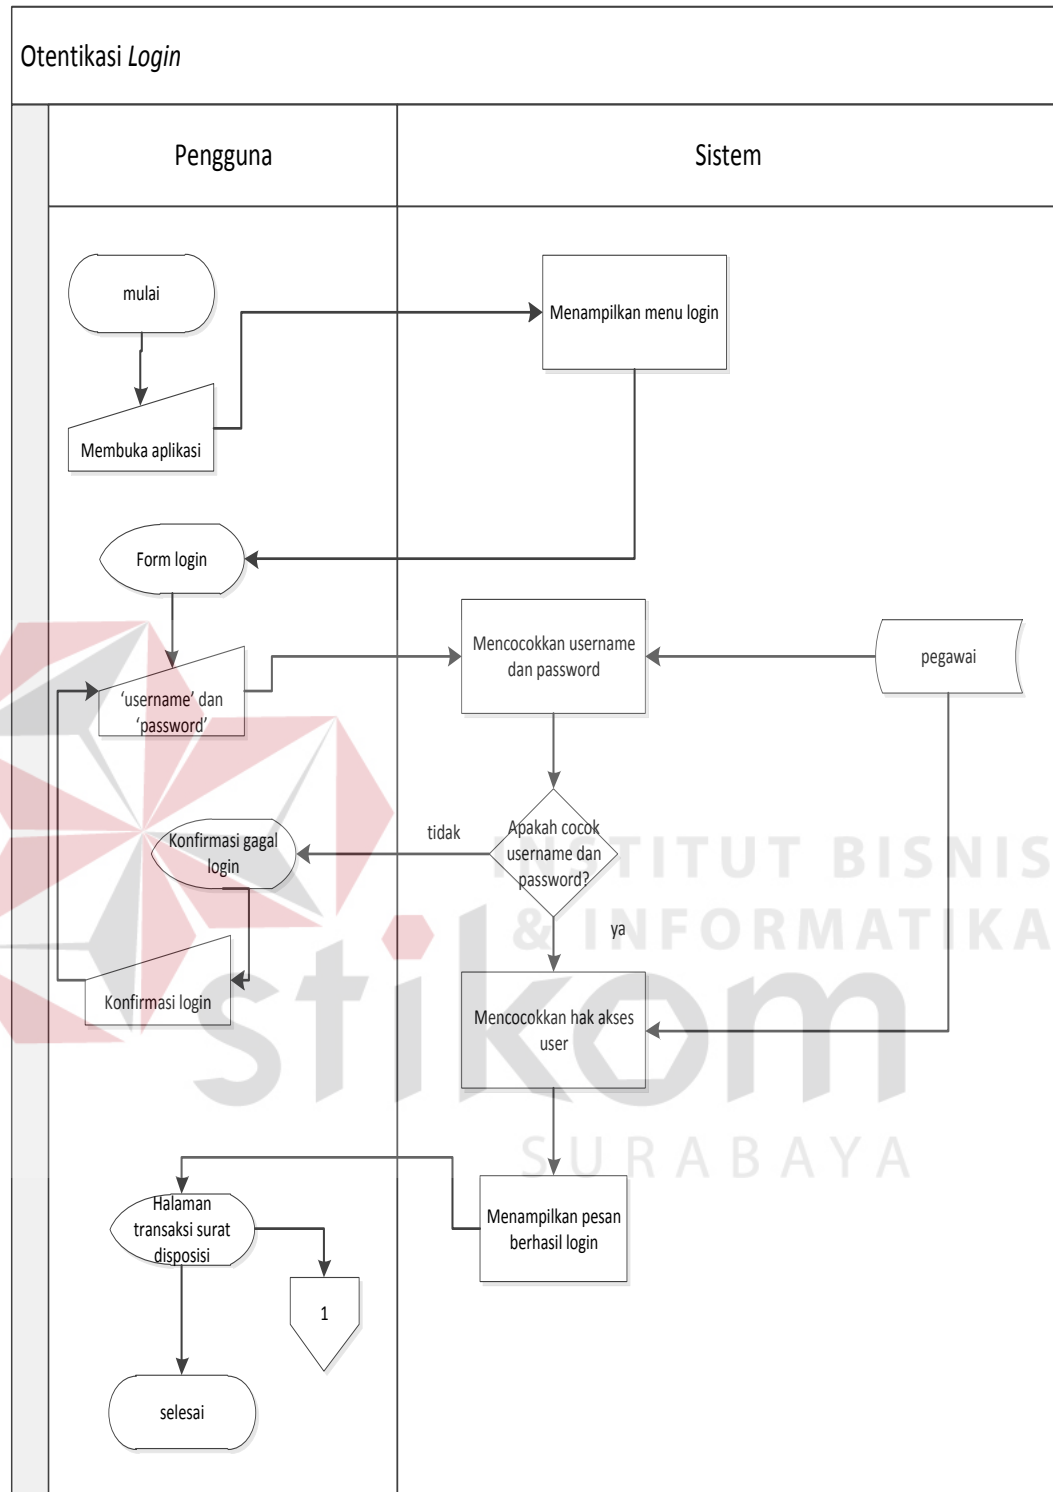 Otentikasi Login
Pengguna
Sistem
mulai
Menampilkan menu login
Membuka aplikasi
Form login
Mencocokkan username
dan password
pegawai
‘username’ dan
‘password’
Konfirmasi gagal
login
tidak
Apakah cocok
username dan
password?
INSTITUT BISNIS
& INFORMATIKA
ya
stikom
Konfirmasi login
Mencocokkan hak akses
user
SURABAYA
Halaman
transaksi surat
disposisi
Menampilkan pesan
berhasil login
1
selesai